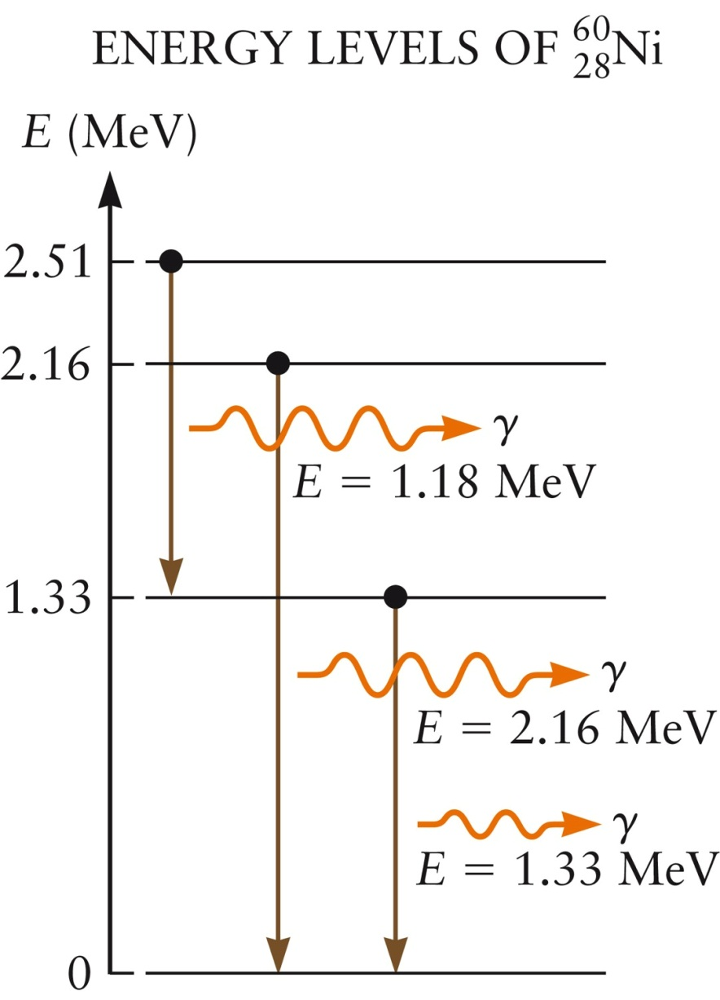 ENERGY LEVELS OF ⁶⁰₂₈Ni
E (MeV)
2.51
2.16
γ
E = 1.18 MeV
1.33
γ
E = 2.16 MeV
γ
E = 1.33 MeV
0